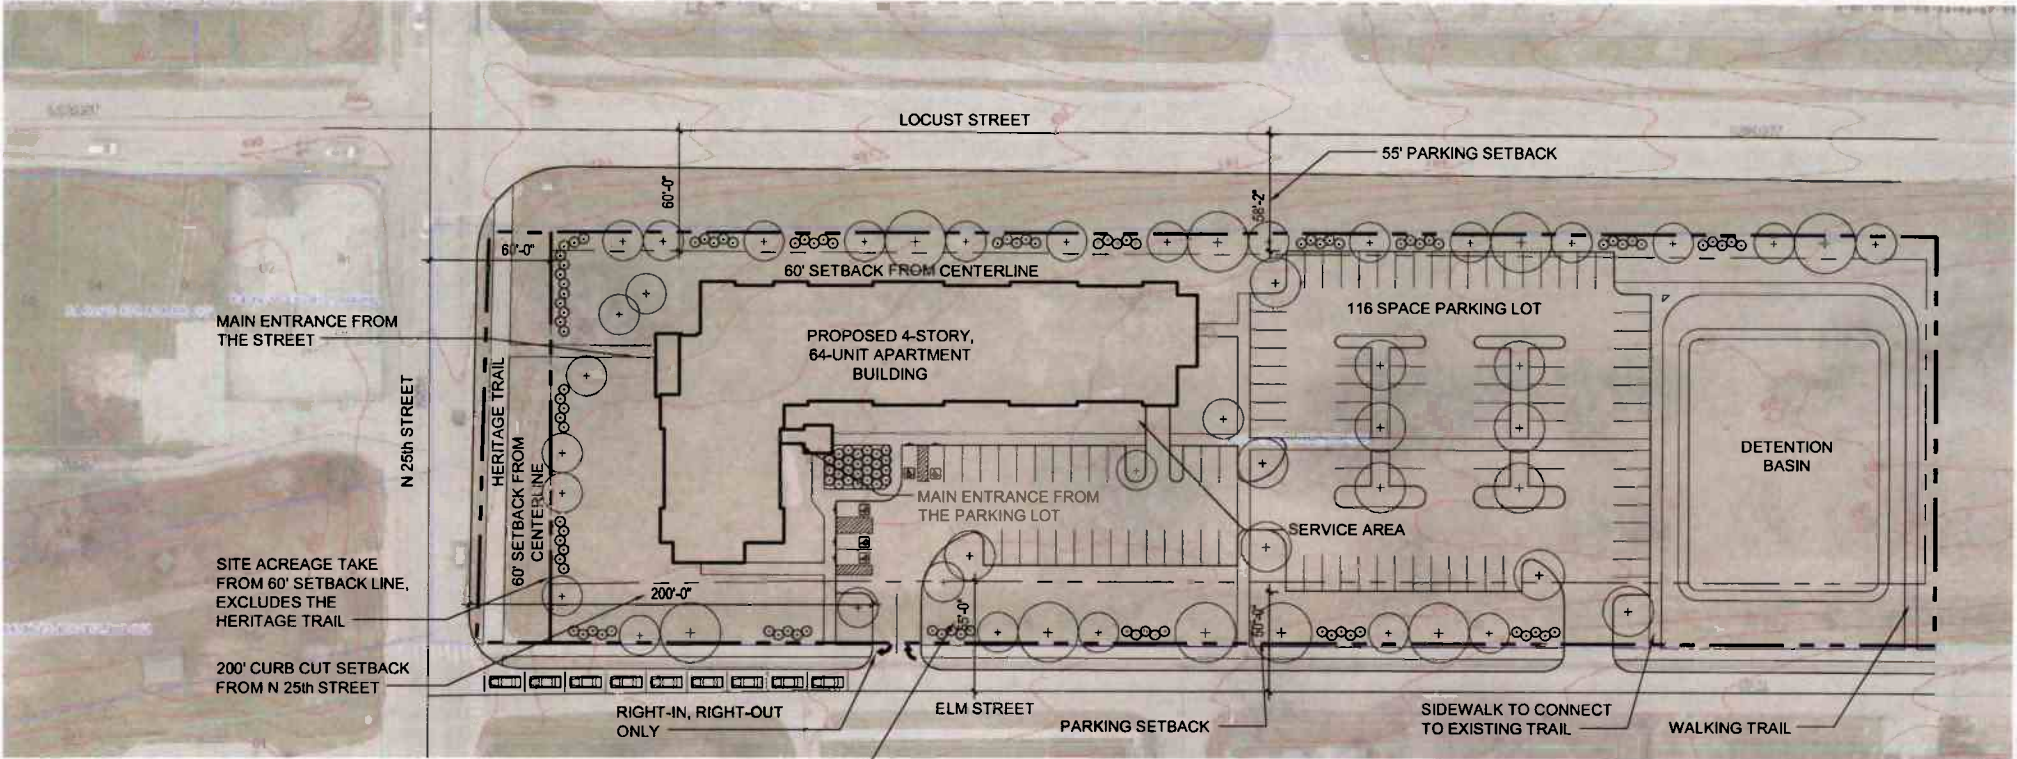 LOCUST STREET
55' PARKING SETBACK
60'-0"
58'-2"
60'-0"
60' SETBACK FROM CENTERLINE
116 SPACE PARKING LOT
MAIN ENTRANCE FROM
THE STREET
PROPOSED 4-STORY,
64-UNIT APARTMENT
BUILDING
N 25th STREET
HERITAGE TRAIL
60' SETBACK FROM
CENTERLINE
DETENTION
BASIN
MAIN ENTRANCE FROM
THE PARKING LOT
SERVICE AREA
SITE ACREAGE TAKE
FROM 60' SETBACK LINE,
EXCLUDES THE
HERITAGE TRAIL
200'-0"
55'-0"
50'-0"
200' CURB CUT SETBACK
FROM N 25th STREET
RIGHT-IN, RIGHT-OUT
ONLY
ELM STREET
PARKING SETBACK
SIDEWALK TO CONNECT
TO EXISTING TRAIL
WALKING TRAIL